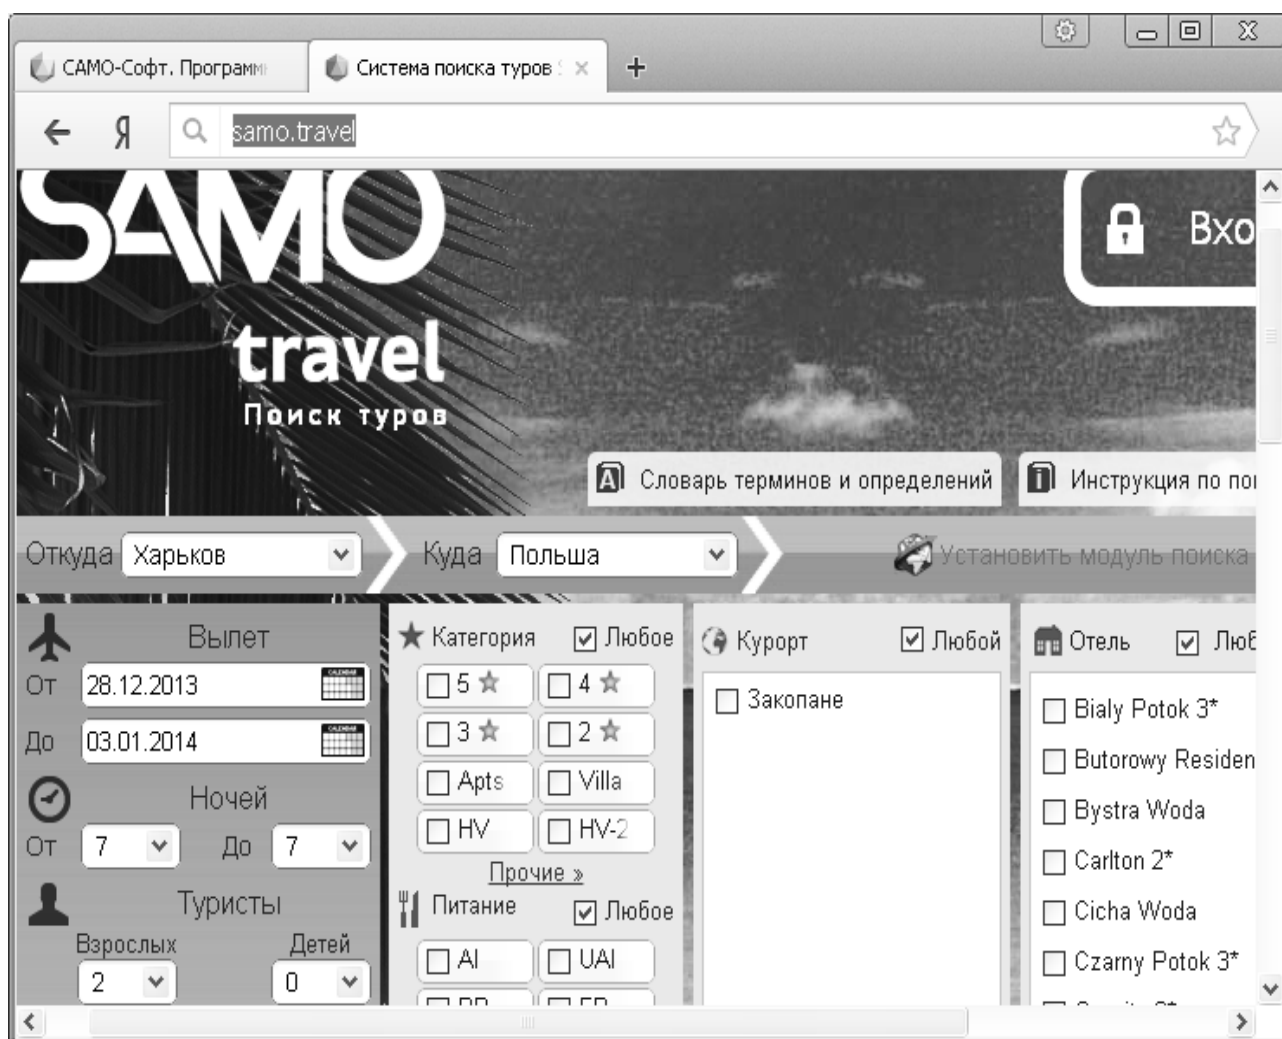 САМО-Софт. Программ
Система поиска туров S
Я samo.travel
SAMO
travel
Поиск туров
Вхо
Словарь терминов и определений
Инструкция по пои
Откуда Харьков Куда Польша Установить модуль поиска
Вылет
От 28.12.2013
До 03.01.2014
Ночей
От 7 До 7
Туристы
Взрослых Детей
2 0
Категория Любое
5 4
3 2
Apts Villa
HV HV-2
Прочие »
Питание Любое
AI UAI
Курорт Любой
Закопане
Отель Люб
Bialy Potok 3*
Butorowy Residen
Bystra Woda
Carlton 2*
Cicha Woda
Czarny Potok 3*